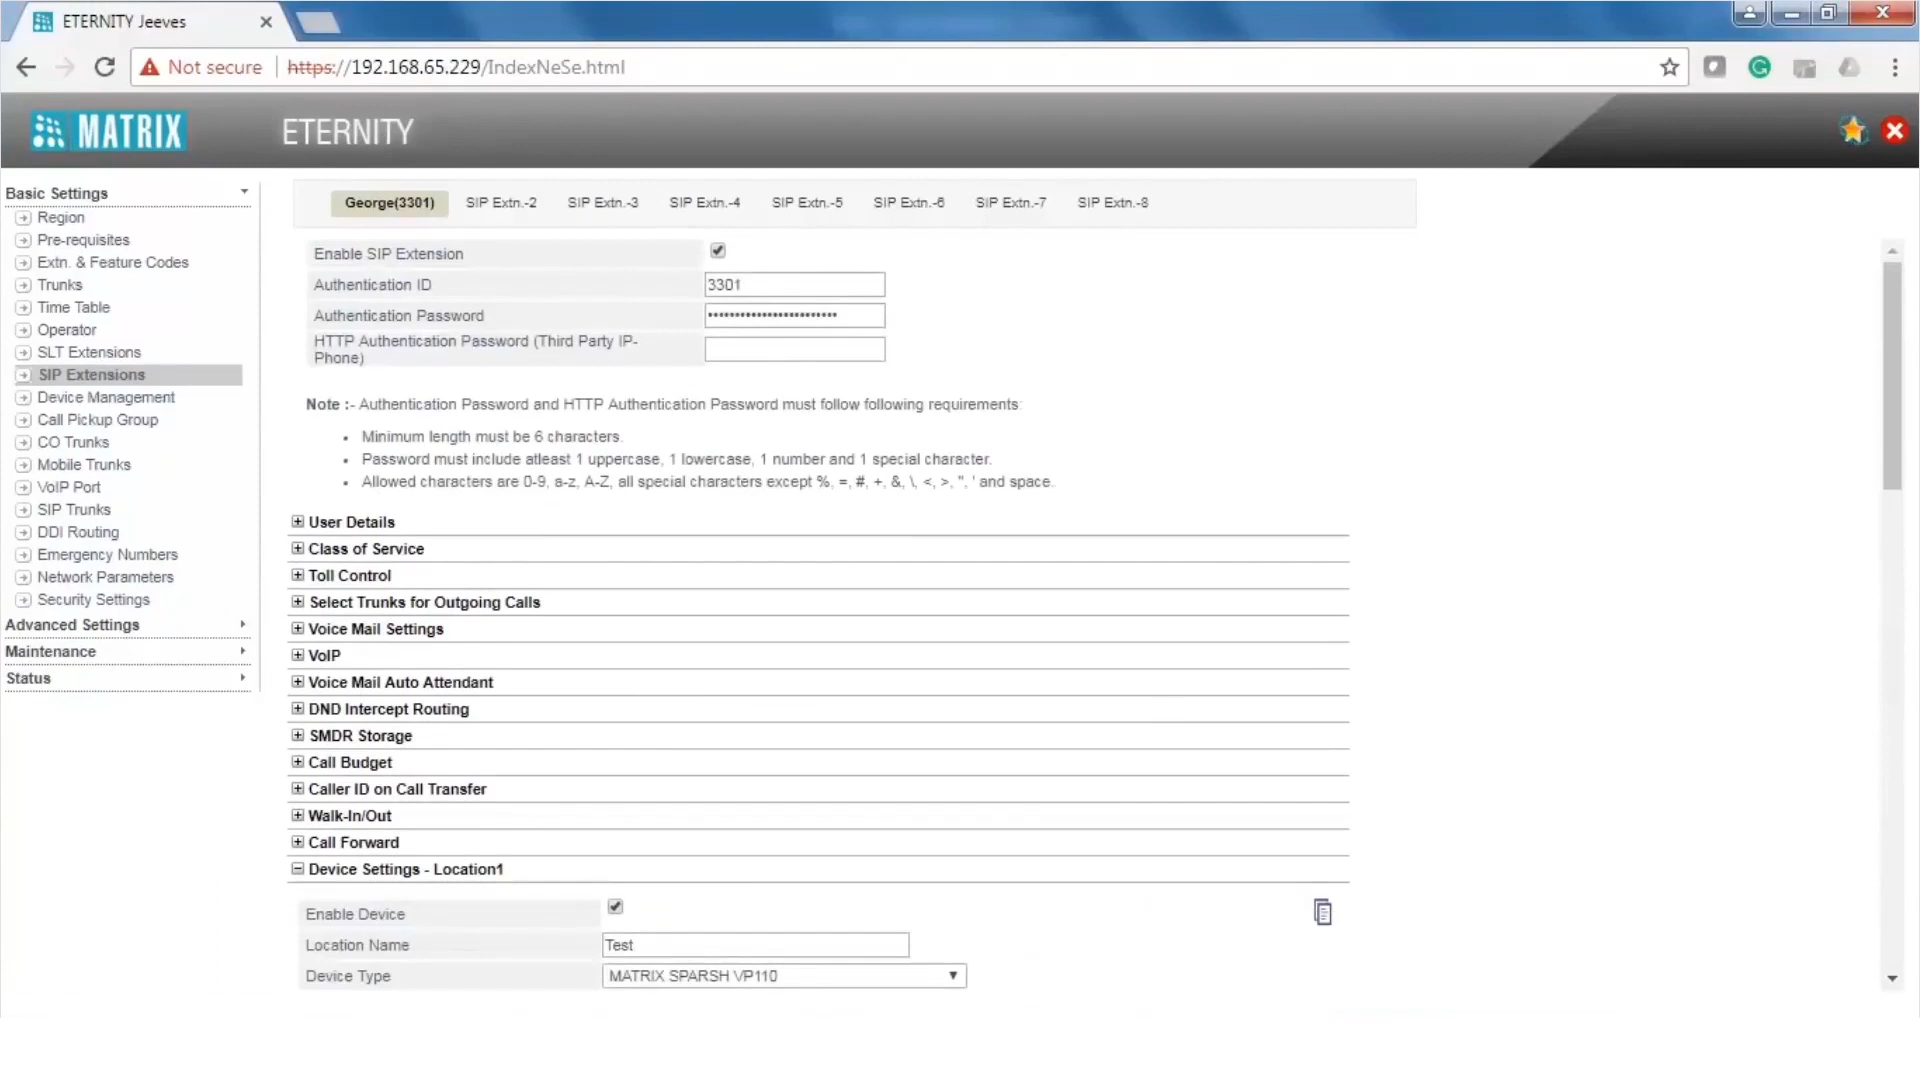 ETERNITY Jeeves
Not secure
https://192.168.65.229/IndexNeSe.html
MATRIX
ETERNITY
Basic Settings
Region
Pre-requisites
Extn. & Feature Codes
Trunks
Time Table
Operator
SLT Extensions
SIP Extensions
Device Management
Call Pickup Group
CO Trunks
Mobile Trunks
VoIP Port
SIP Trunks
DDI Routing
Emergency Numbers
Network Parameters
Security Settings
Advanced Settings
Maintenance
Status
George(3301) SIP Extn.-2 SIP Extn.-3 SIP Extn.-4 SIP Extn.-5 SIP Extn.-6 SIP Extn.-7 SIP Extn.-8
Enable SIP Extension
Authentication ID 3301
Authentication Password ••••••••••••••••••••••••
HTTP Authentication Password (Third Party IP-
Phone)
Note :- Authentication Password and HTTP Authentication Password must follow following requirements:
• Minimum length must be 6 characters.
• Password must include atleast 1 uppercase, 1 lowercase, 1 number and 1 special character.
• Allowed characters are 0-9, a-z, A-Z, all special characters except %, =, #, +, &, \, <, >, ", ' and space.
User Details
Class of Service
Toll Control
Select Trunks for Outgoing Calls
Voice Mail Settings
VoIP
Voice Mail Auto Attendant
DND Intercept Routing
SMDR Storage
Call Budget
Caller ID on Call Transfer
Walk-In/Out
Call Forward
Device Settings - Location1
Enable Device
Location Name Test
Device Type MATRIX SPARSH VP110